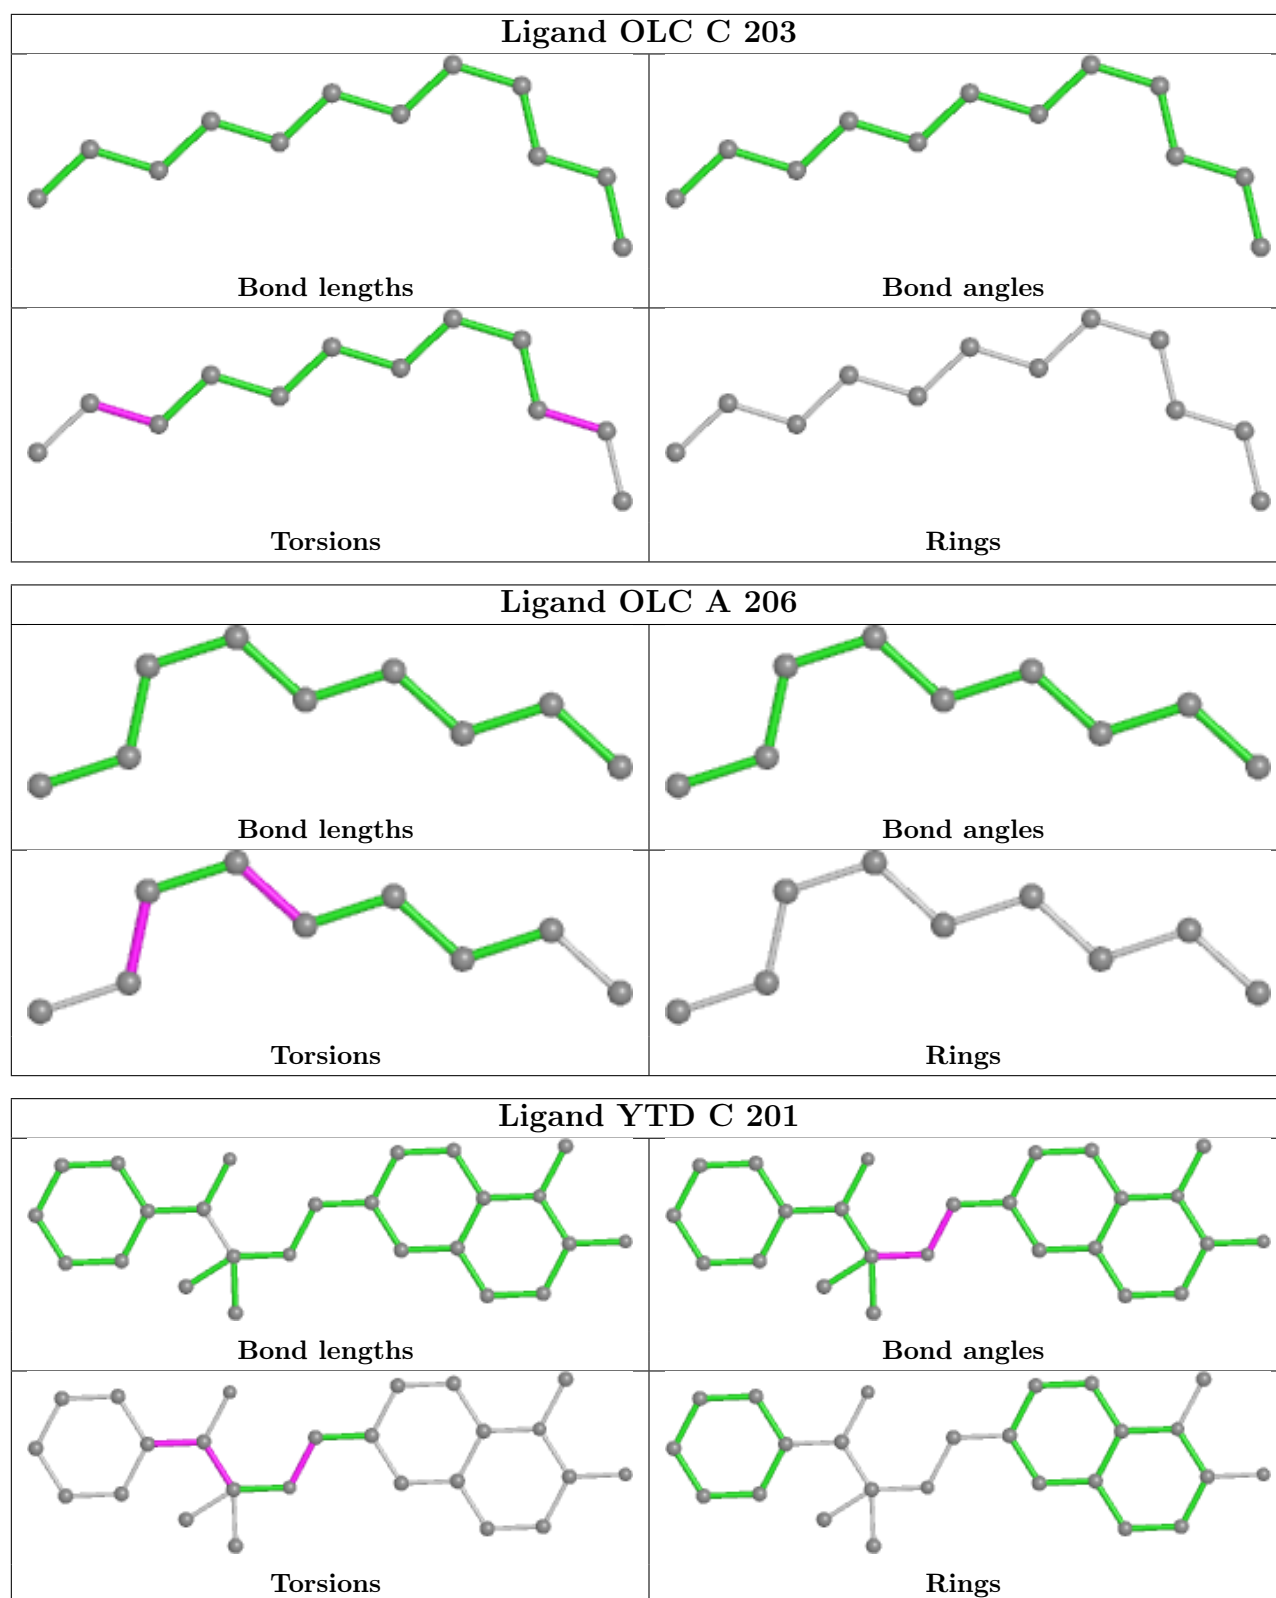 Ligand OLC C 203
Bond lengths
Bond angles
Torsions
Rings
Ligand OLC A 206
Bond lengths
Bond angles
Torsions
Rings
Ligand YTD C 201
Bond lengths
Bond angles
Torsions
Rings